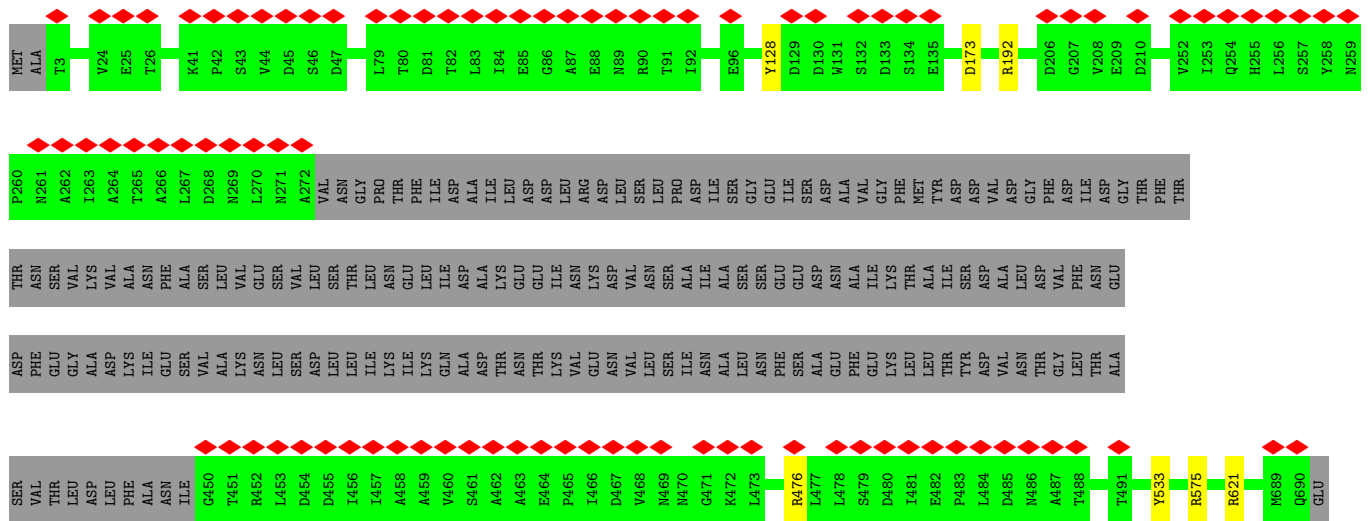 MET ALA T3 V24 E25 T26 K41 P42 S43 V44 D45 S46 D47 L79 T80 D81 T82 L83 I84 E85 G86 A87 E88 N89 R90 T91 I92 E96 Y128 D129 D130 W131 S132 D133 S134 E135 D173 R192 D206 G207 V208 E209 D210 V252 I253 Q254 H255 L256 S257 Y258 N259
P260 N261 A262 I263 A264 T265 A266 L267 D268 N269 L270 N271 A272 VAL ASN GLY PRO THR PHE ILE ASP ALA ILE LEU ASP ASP LEU ARG ASP LEU SER LEU PRO ASP ILE SER GLY GLU ILE SER ASP ALA VAL GLY PHE MET TYR ASP ASP VAL ASP GLY PHE ASP ILE ASP GLY THR PHE THR
THR ASN SER VAL LYS VAL ALA ASN PHE ALA SER LEU VAL GLU SER VAL LEU SER THR LEU ASN GLU LEU ILE ASP ALA LYS GLU GLU ILE ASN LYS ASP VAL ASN SER ALA ILE ALA SER SER GLU GLU ASP ASN ALA ILE LYS THR ALA ILE SER ASP ALA LEU ASP VAL PHE ASN GLU
ASP PHE GLU GLY ALA ASP LYS ILE GLU SER VAL ALA LYS ASN LEU SER ASP LEU LEU ILE LYS ILE LYS GLN ALA ASP THR ASN THR LYS VAL GLU ASN VAL LEU SER ILE ASN ALA LEU ASN PHE SER ALA GLU PHE GLU LYS LEU LEU THR TYR ASP VAL ASN THR GLY LEU THR ALA
SER VAL THR LEU ASP LEU PHE ALA ASN ILE G450 T451 R452 L453 D454 D455 I456 I457 A458 A459 V460 S461 A462 A463 E464 P465 I466 D467 V468 N469 N470 G471 K472 L473 R476 L477 L478 S479 D480 I481 E482 P483 L484 D485 N486 A487 T488 T491 Y533 R575 R621 M689 Q690 GLU